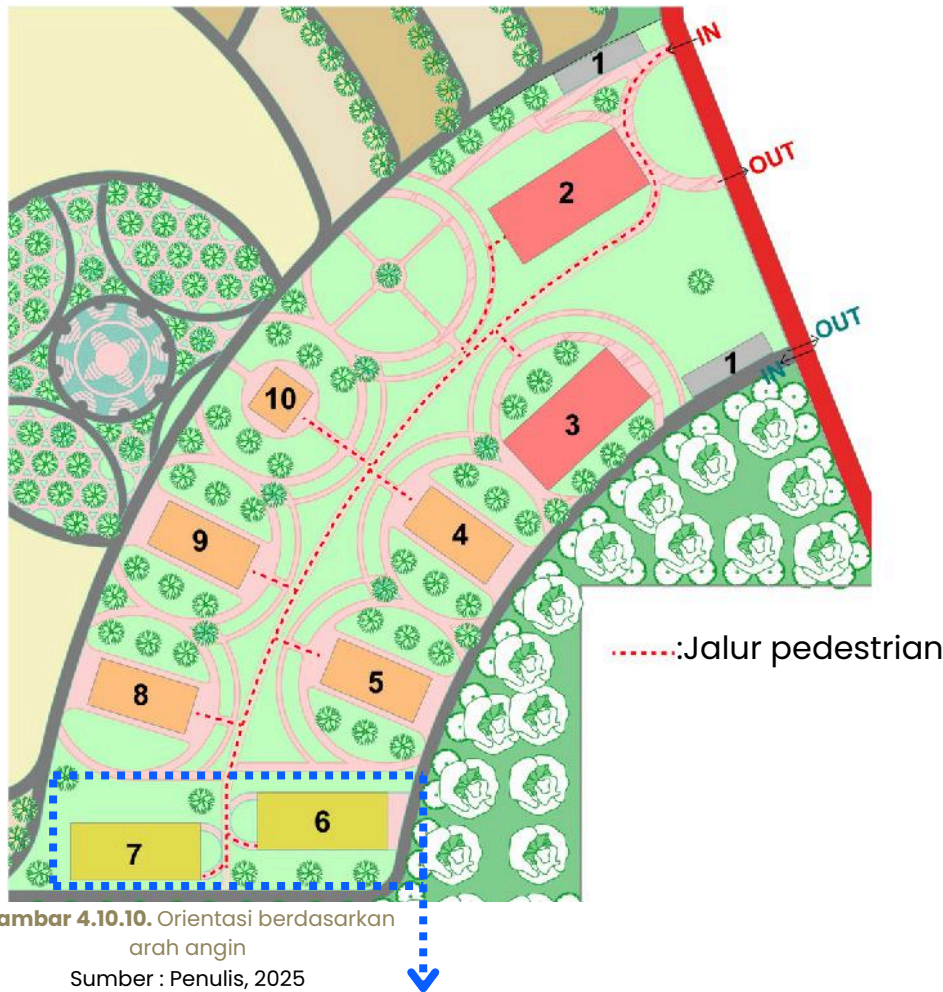 IN
1
OUT
2
OUT
IN
1
10
3
9
4
:Jalur pedestrian
8
5
7
6
ambar 4.10.10. Orientasi berdasarkan
arah angin
Sumber : Penulis, 2025